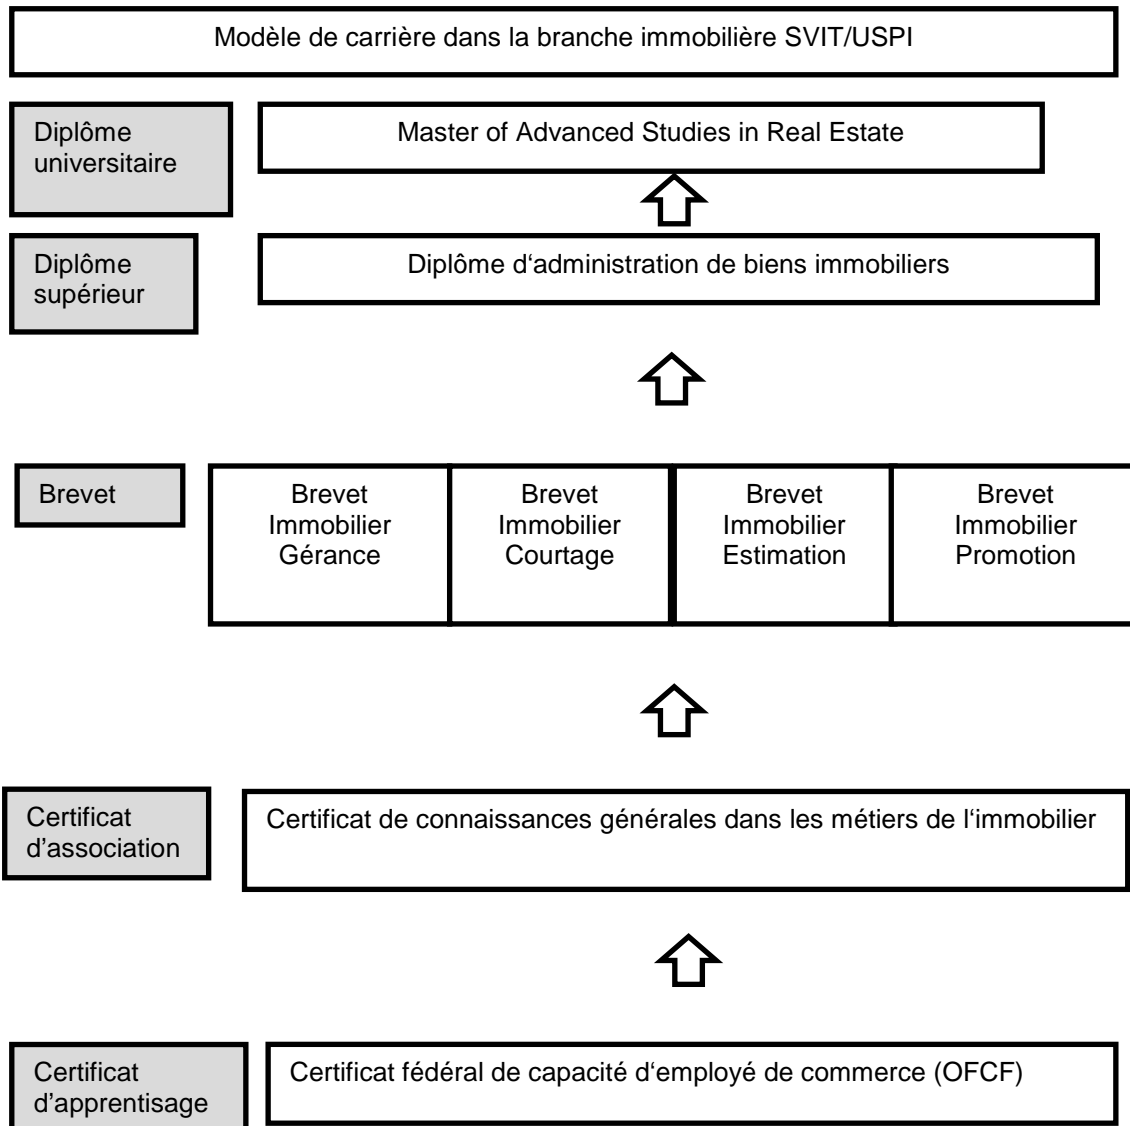 Modèle de carrière dans la branche immobilière SVIT/USPI
Diplôme
universitaire
Master of Advanced Studies in Real Estate
Diplôme
supérieur
Diplôme d‘administration de biens immobiliers
Brevet
Brevet
Immobilier
Gérance
Brevet
Immobilier
Courtage
Brevet
Immobilier
Estimation
Brevet
Immobilier
Promotion
Certificat
d’association
Certificat de connaissances générales dans les métiers de l‘immobilier
Certificat
d’apprentisage
Certificat fédéral de capacité d‘employé de commerce (OFCF)